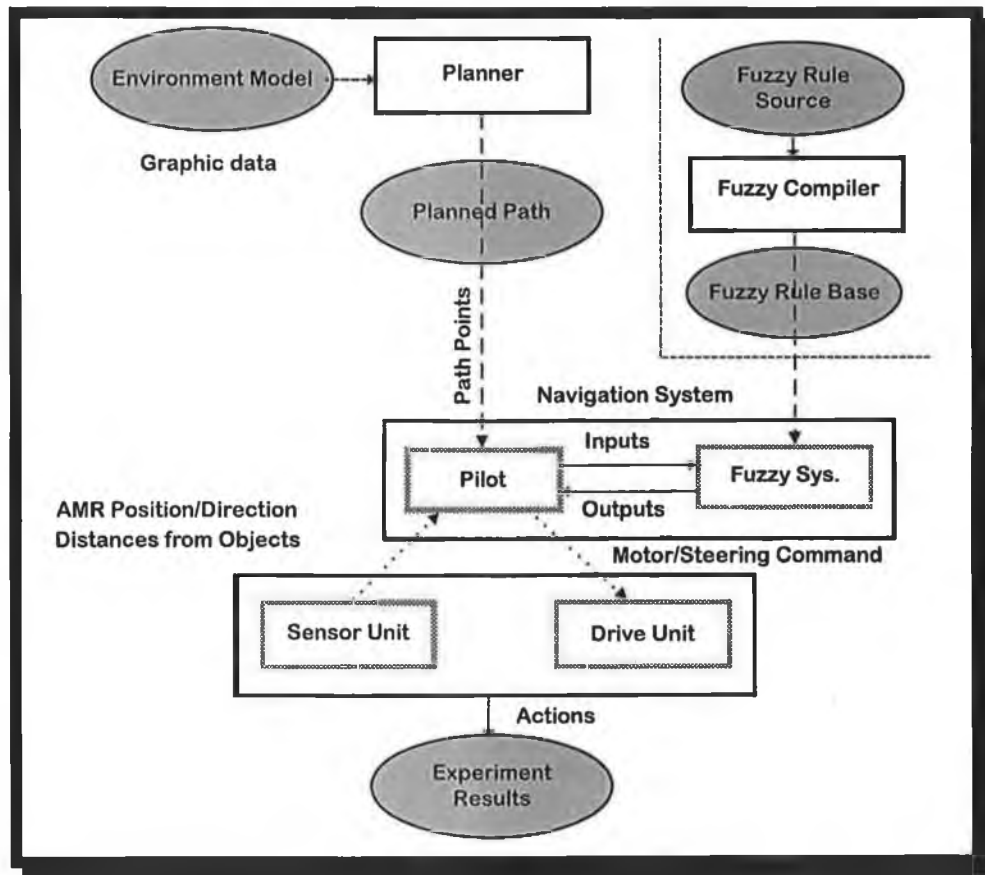 Environment Model
Planner
Fuzzy Rule
Source
Graphic data
Fuzzy Compiler
Planned Path
Fuzzy Rule Base
Path Points
Navigation System
Inputs
Pilot
Fuzzy Sys.
Outputs
AMR Position/Direction
Distances from Objects
Motor/Steering Command
Sensor Unit
Drive Unit
Actions
Experiment
Results